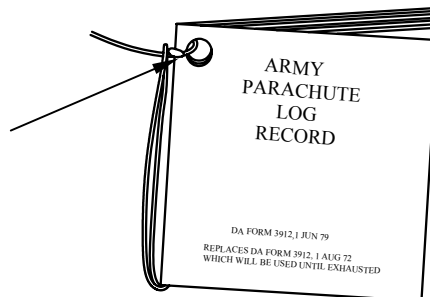 ARMY
PARACHUTE
LOG
RECORD
DA FORM 3912,1 JUN 79
REPLACES DA FORM 3912, 1 AUG 72
WHICH WILL BE USED UNTIL EXHAUSTED